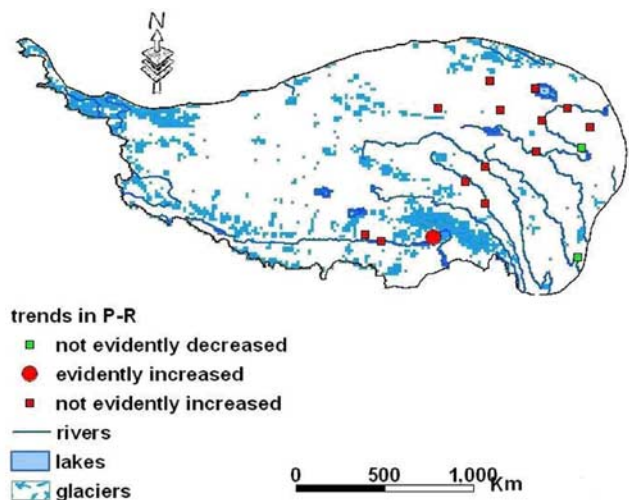 N
trends in P-R
not evidently decreased
evidently increased
not evidently increased
rivers
lakes
glaciers
0 500 1.000 Km